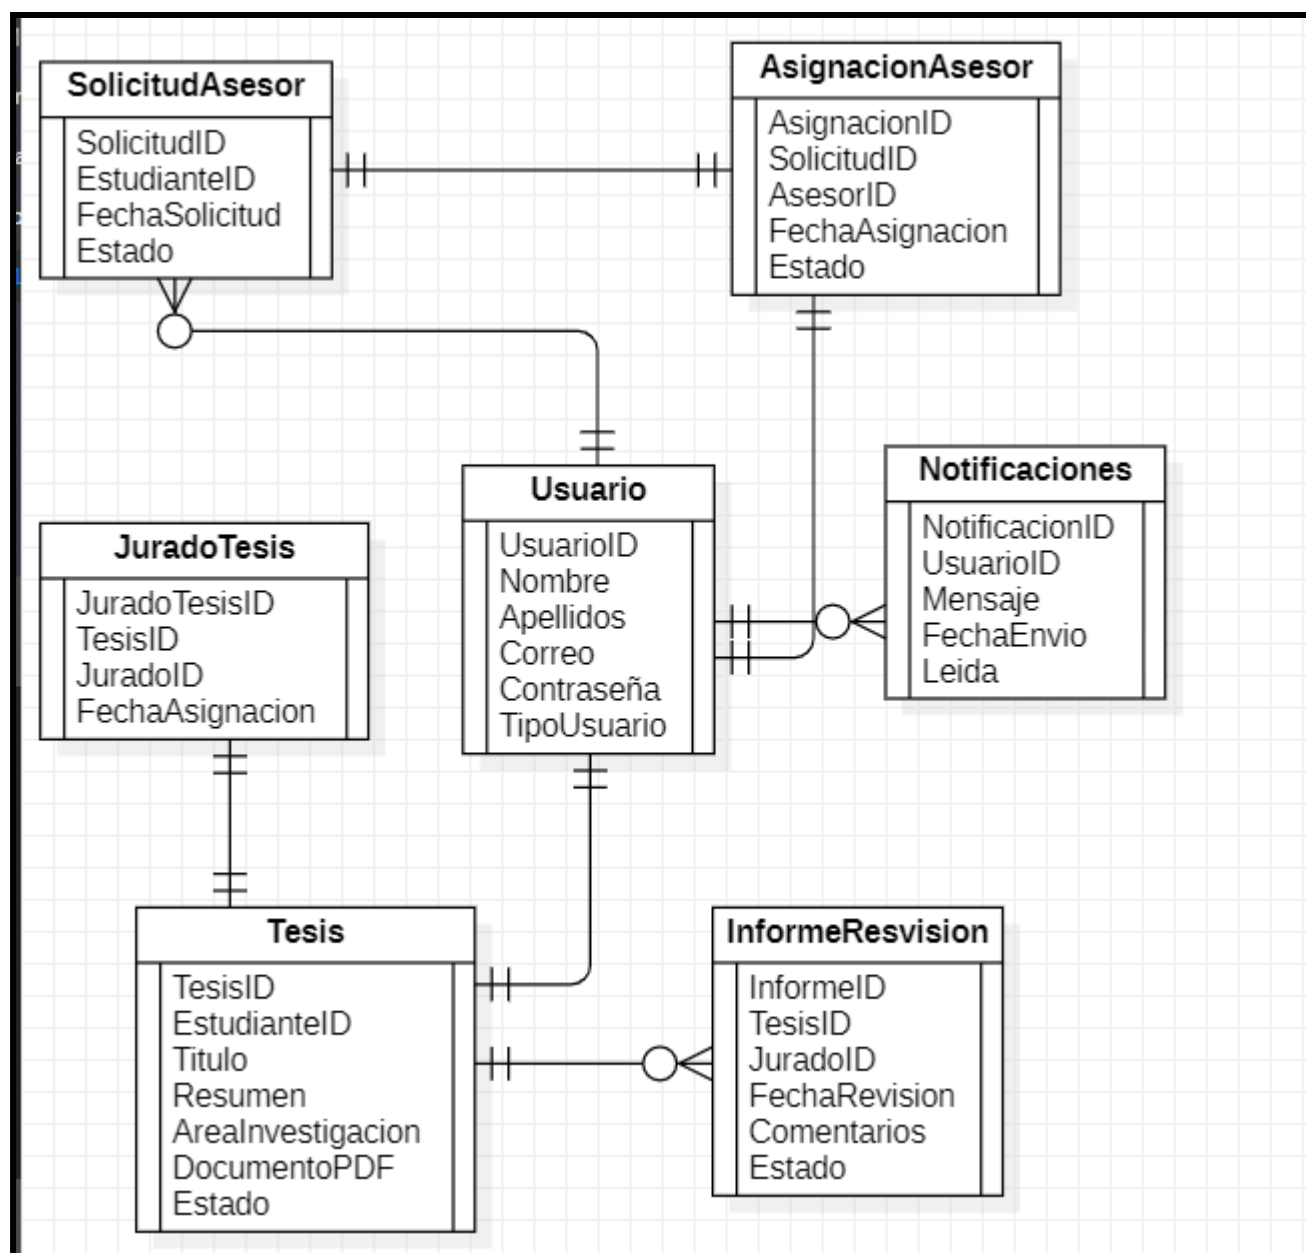 SolicitudAsesor
SolicitudID
EstudianteID
FechaSolicitud
Estado
AsignacionAsesor
AsignacionID
SolicitudID
AsesorID
FechaAsignacion
Estado
Usuario
UsuarioID
Nombre
Apellidos
Correo
Contraseña
TipoUsuario
Notificaciones
NotificacionID
UsuarioID
Mensaje
FechaEnvio
Leida
JuradoTesis
JuradoTesisID
TesisID
JuradoID
FechaAsignacion
Tesis
TesisID
EstudianteID
Titulo
Resumen
AreaInvestigacion
DocumentoPDF
Estado
InformeResvision
InformeID
TesisID
JuradoID
FechaRevision
Comentarios
Estado